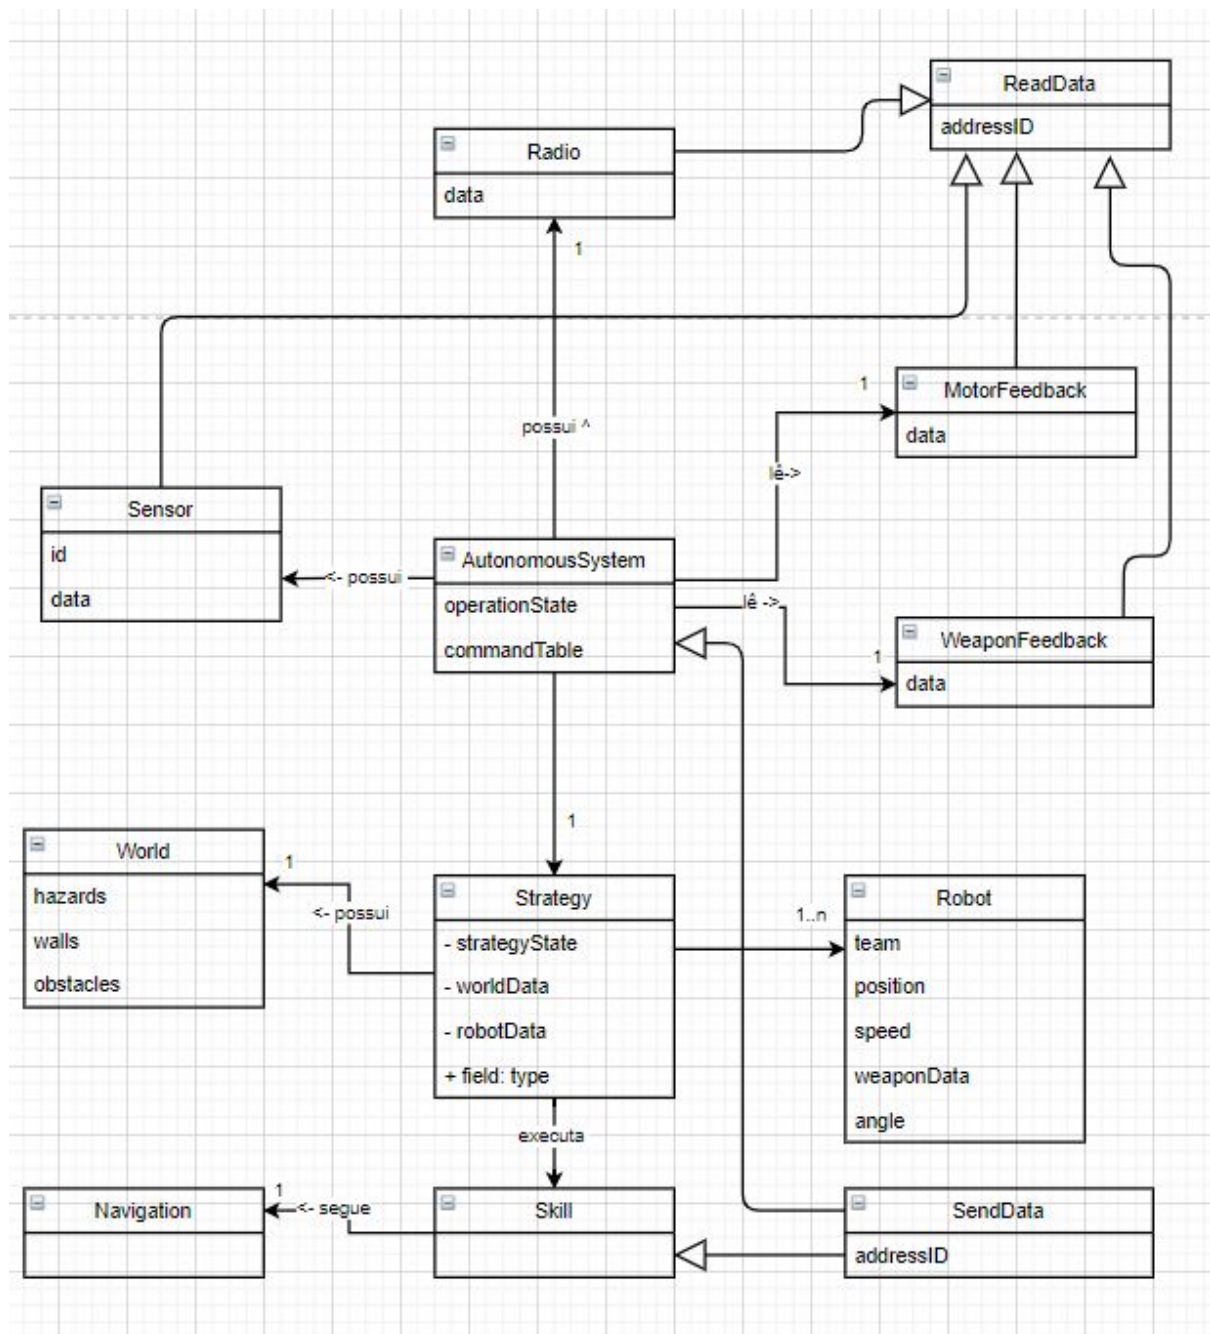 ReadData
addressID
Radio
data
1
possui ^
1
MotorFeedback
data
lê->
Sensor
id
data
<- possui
AutonomousSystem
operationState
commandTable
lê ->
1
WeaponFeedback
data
1
World
hazards
walls
obstacles
1
<- possui
Strategy
- strategyState
- worldData
- robotData
+ field: type
1..n
Robot
team
position
speed
weaponData
angle
executa
Navigation
1
<- segue
Skill
SendData
addressID